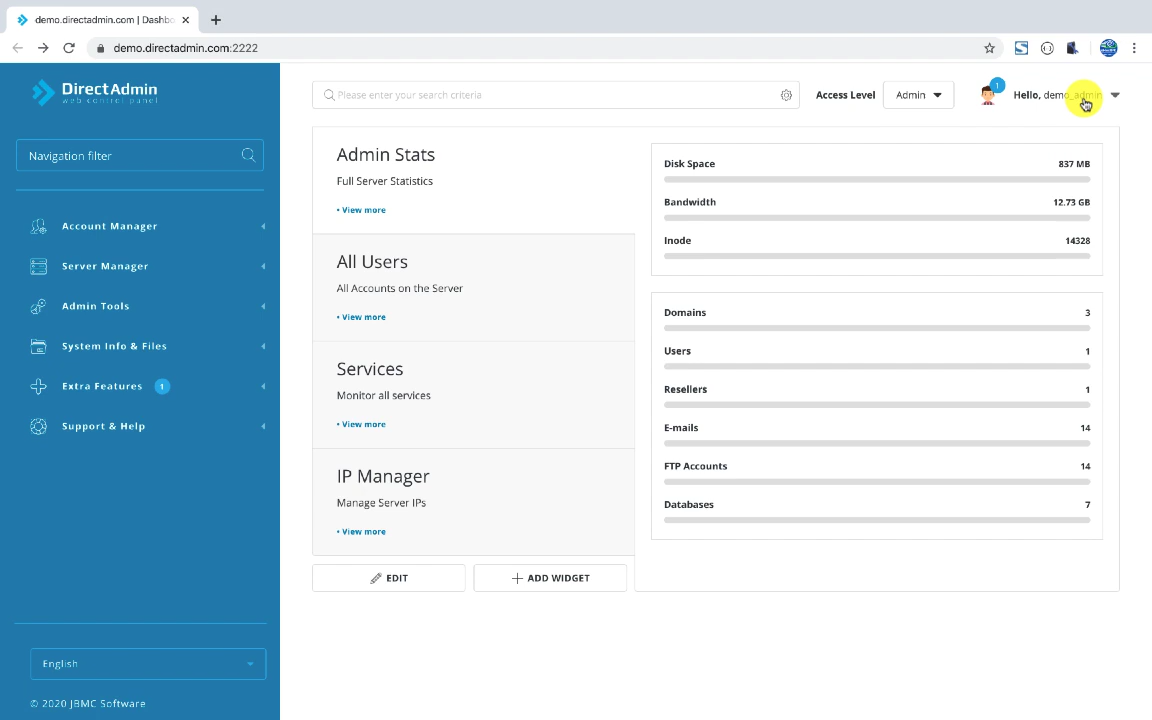 demo.directadmin.com | Dashbo
demo.directadmin.com:2222
DirectAdmin
web control panel
Navigation filter
Account Manager
Server Manager
Admin Tools
System Info & Files
Extra Features 1
Support & Help
English
© 2020 JBMC Software
Please enter your search criteria
Access Level
Admin
1
Hello, demo_admin
Admin Stats
Full Server Statistics
• View more
All Users
All Accounts on the Server
• View more
Services
Monitor all services
• View more
IP Manager
Manage Server IPs
• View more
EDIT
ADD WIDGET
Disk Space 837 MB
Bandwidth 12.73 GB
Inode 14328
Domains 3
Users 1
Resellers 1
E-mails 14
FTP Accounts 14
Databases 7